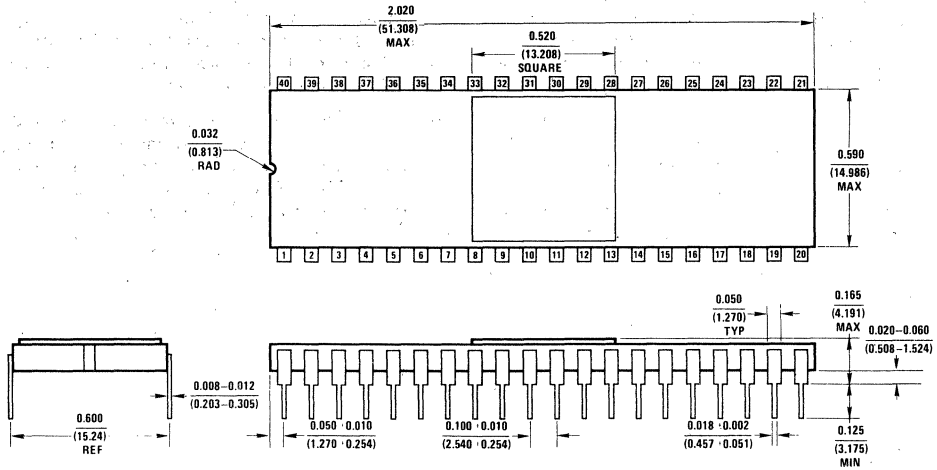 2.020
(51.308)
MAX
0.520
(13.208)
SQUARE
40 39 38 37 36 35 34 33 32 31 30 29 28 27 26 25 24 23 22 21
0.032
(0.813)
RAD
0.590
(14.986)
MAX
1 2 3 4 5 6 7 8 9 10 11 12 13 14 15 16 17 18 19 20
0.050
(1.270)
TYP
0.165
(4.191)
MAX
0.020–0.060
(0.508–1.524)
0.008–0.012
(0.203–0.305)
0.600
(15.24)
REF
0.050 ·0.010
(1.270 ·0.254)
0.100 ·0.010
(2.540 ·0.254)
0.018 ·0.002
(0.457 ·0.051)
0.125
(3.175)
MIN